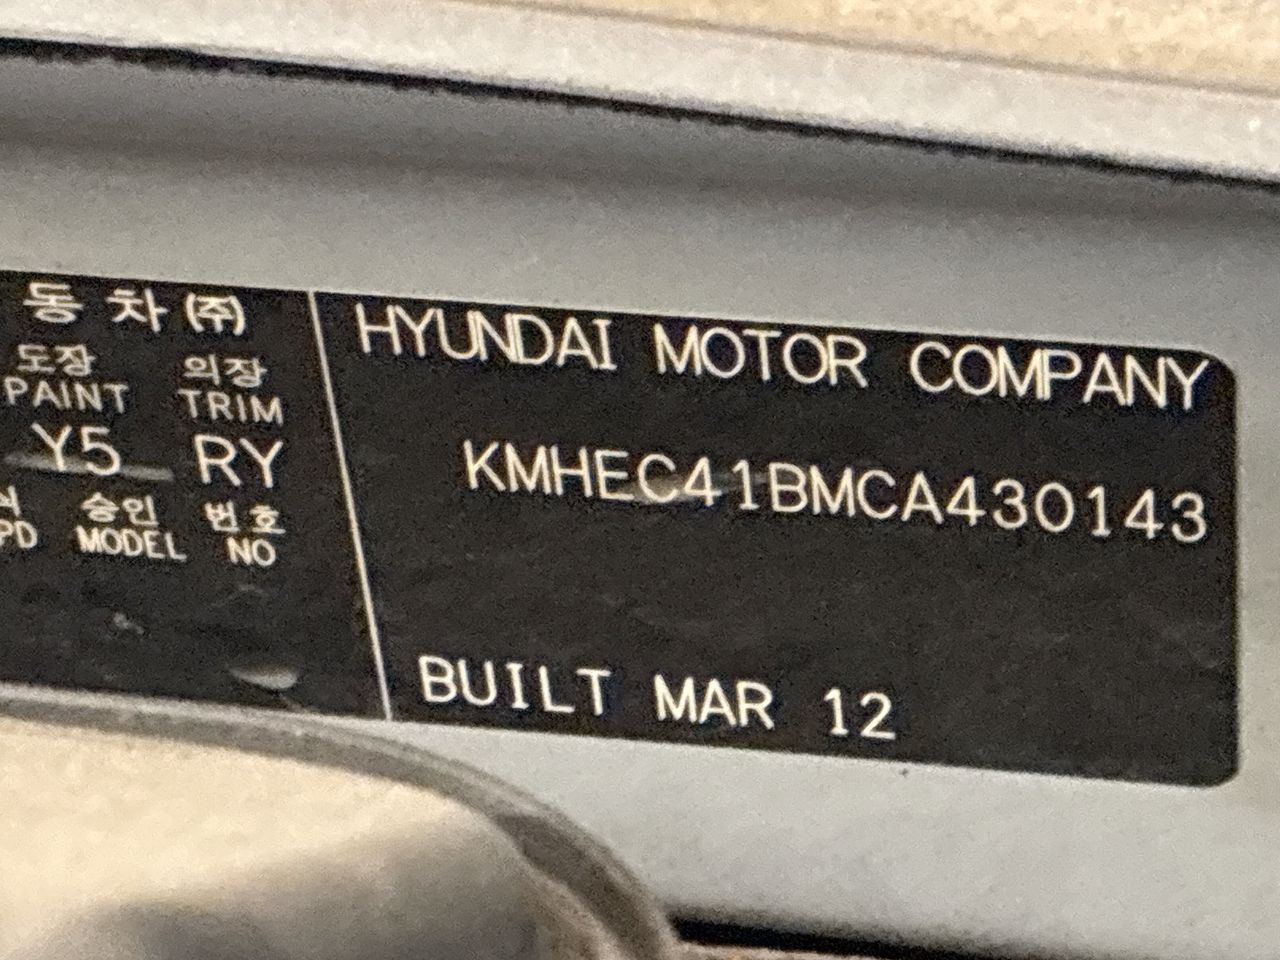 동차 (주)
도장 의장
PAINT TRIM
Y5 RY
식 승인 번호
PD MODEL NO
HYUNDAI MOTOR COMPANY
KMHEC41BMCA430143
BUILT MAR 12